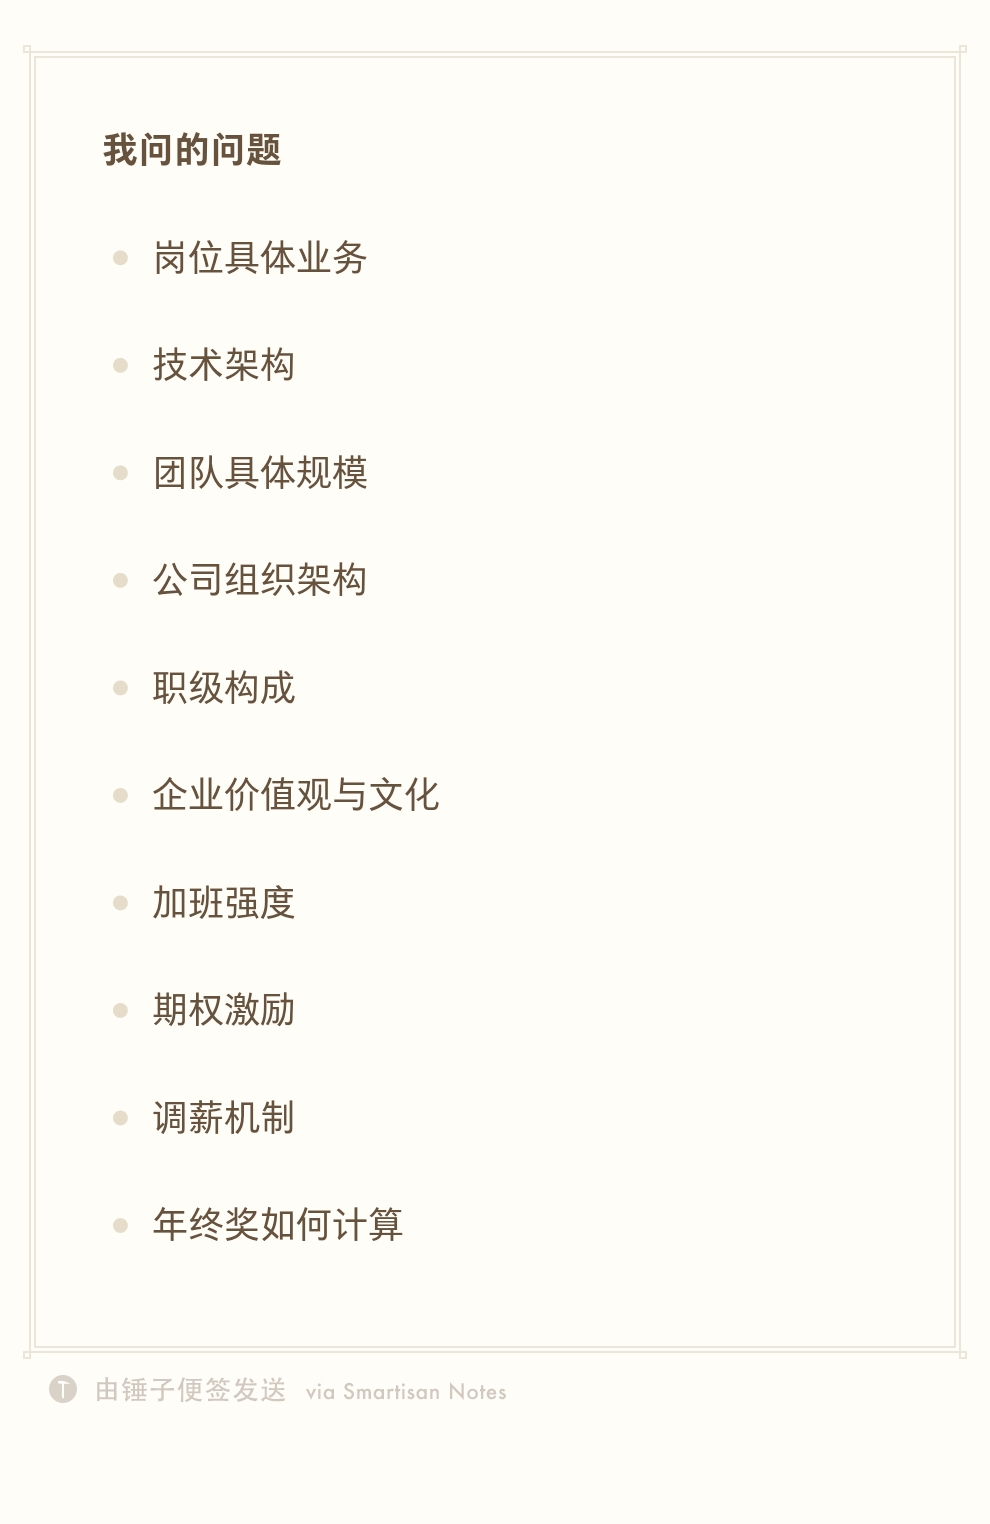 我问的问题
岗位具体业务
技术架构
团队具体规模
公司组织架构
职级构成
企业价值观与文化
加班强度
期权激励
调薪机制
年终奖如何计算
由锤子便签发送 via Smartisan Notes